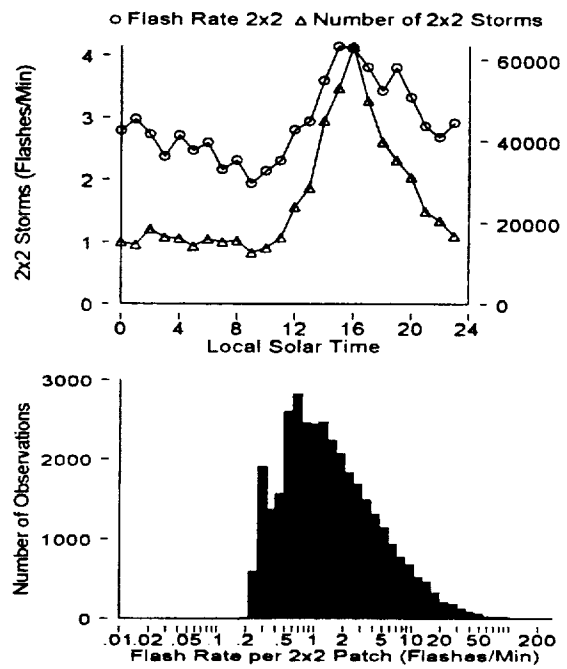 ○ Flash Rate 2x2 △ Number of 2x2 Storms
4
3
2
1
0
2x2 Storms (Flashes/Min)
60000
40000
20000
0
0 4 8 12 16 20 24
Local Solar Time
3000
2000
1000
0
Number of Observations
.01.02 .05.1 .2 .5 1 2 5 10 20 50 200
Flash Rate per 2x2 Patch (Flashes/Min)